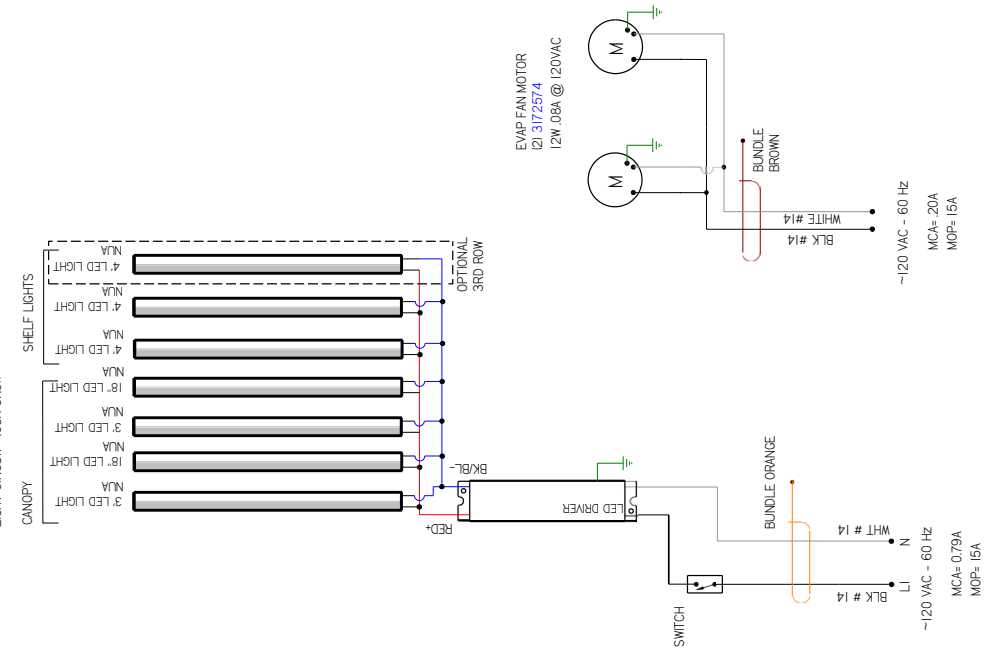 EVAP FAN MOTOR
(2) 3172574
12W .08A @ 120VAC
M
M
BUNDLE
BROWN
WHITE #14
BLK #14
~120 VAC - 60 Hz
MCA= .20A
MOP= 15A
SHELF LIGHTS
NUA
4' LED LIGHT
OPTIONAL
3RD ROW
NUA
4' LED LIGHT
NUA
4' LED LIGHT
CANOPY
NUA
18" LED LIGHT
NUA
3' LED LIGHT
NUA
18" LED LIGHT
NUA
3' LED LIGHT
BK/BL-
RED+
LED DRIVER
BUNDLE ORANGE
SWITCH
WHT # 14
N
BLK # 14
L1
~120 VAC - 60 Hz
MCA= 0.79A
MOP= 15A